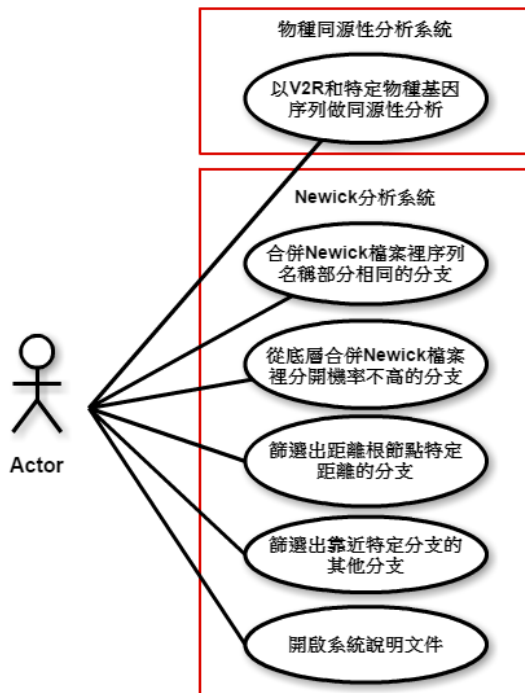 物種同源性分析系統
以V2R和特定物種基因
序列做同源性分析
Newick分析系統
合併Newick檔案裡序列
名稱部分相同的分支
從底層合併Newick檔案
裡分開機率不高的分支
篩選出距離根節點特定
距離的分支
篩選出靠近特定分支的
其他分支
開啟系統說明文件
Actor